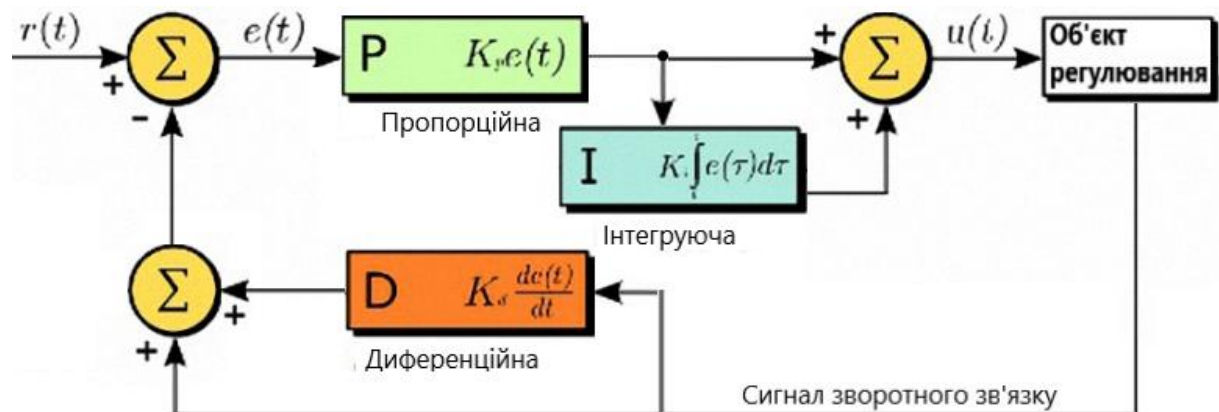 r(t)
e(t)
P K_p e(t)
Пропорційна
+
−
Σ
+
+
Σ
u(i)
Об'єкт
регулювання
I K_i ∫ e(τ)dτ
Інтегруюча
Σ
+
+
D K_d de(t)/dt
Диференційна
Сигнал зворотного зв'язку